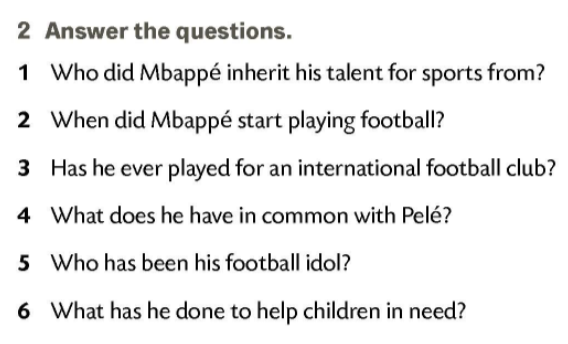 2 Answer the questions.
1 Who did Mbappé inherit his talent for sports from?
2 When did Mbappé start playing football?
3 Has he ever played for an international football club?
4 What does he have in common with Pelé?
5 Who has been his football idol?
6 What has he done to help children in need?